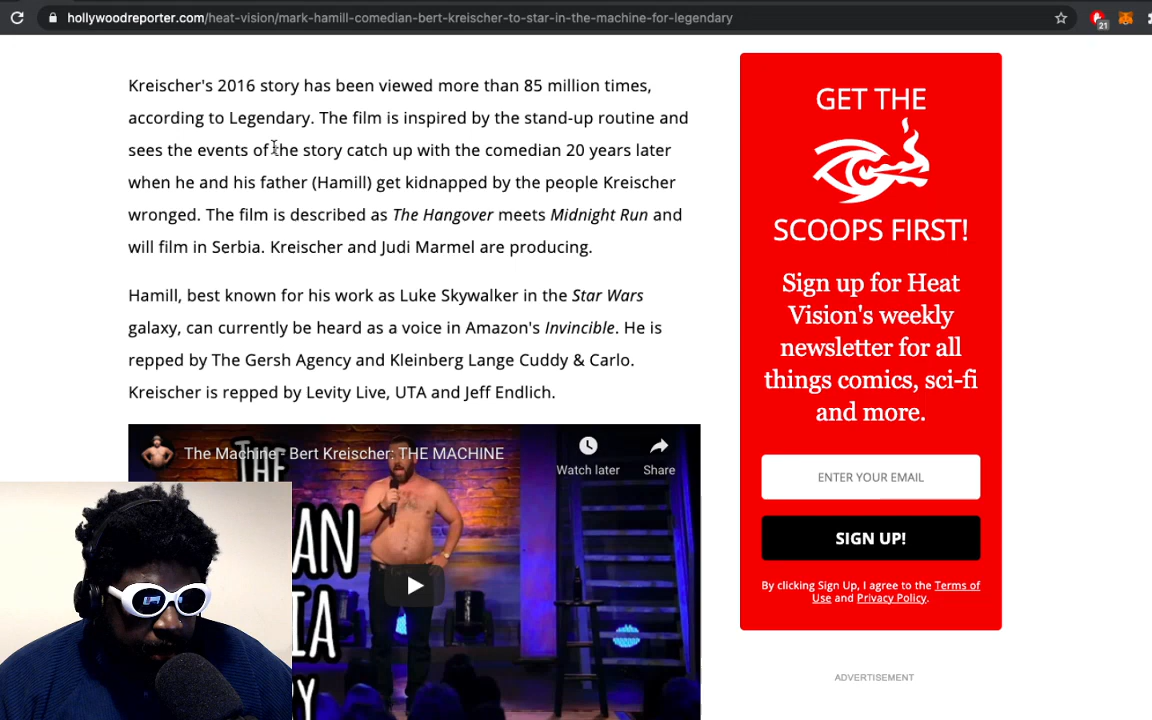 hollywoodreporter.com/heat-vision/mark-hamill-comedian-bert-kreischer-to-star-in-the-machine-for-legendary
21
Kreischer's 2016 story has been viewed more than 85 million times,
according to Legendary. The film is inspired by the stand-up routine and
sees the events of the story catch up with the comedian 20 years later
when he and his father (Hamill) get kidnapped by the people Kreischer
wronged. The film is described as The Hangover meets Midnight Run and
will film in Serbia. Kreischer and Judi Marmel are producing.
Hamill, best known for his work as Luke Skywalker in the Star Wars
galaxy, can currently be heard as a voice in Amazon's Invincible. He is
repped by The Gersh Agency and Kleinberg Lange Cuddy & Carlo.
Kreischer is repped by Levity Live, UTA and Jeff Endlich.
The Machine - Bert Kreischer: THE MACHINE
Watch later
Share
THE
GET THE
SCOOPS FIRST!
Sign up for Heat
Vision's weekly
newsletter for all
things comics, sci-fi
and more.
ENTER YOUR EMAIL
SIGN UP!
By clicking Sign Up, I agree to the Terms of
Use and Privacy Policy.
ADVERTISEMENT